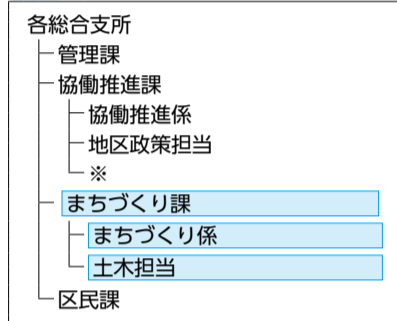 各総合支所
管理課
協働推進課
協働推進係
地区政策担当
※
まちづくり課
まちづくり係
土木担当
区民課